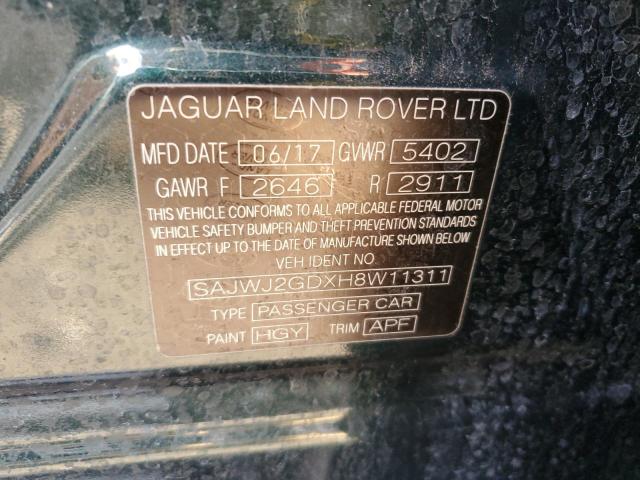 JAGUAR LAND ROVER LTD
MFD DATE 06/17 GVWR 5402
GAWR F 2646 R 2911
THIS VEHICLE CONFORMS TO ALL APPLICABLE FEDERAL MOTOR
VEHICLE SAFETY BUMPER AND THEFT PREVENTION STANDARDS
IN EFFECT UP TO THE DATE OF MANUFACTURE SHOWN BELOW
VEH IDENT NO
SAJWJ2GDXH8W11311
TYPE PASSENGER CAR
PAINT HGY TRIM APF